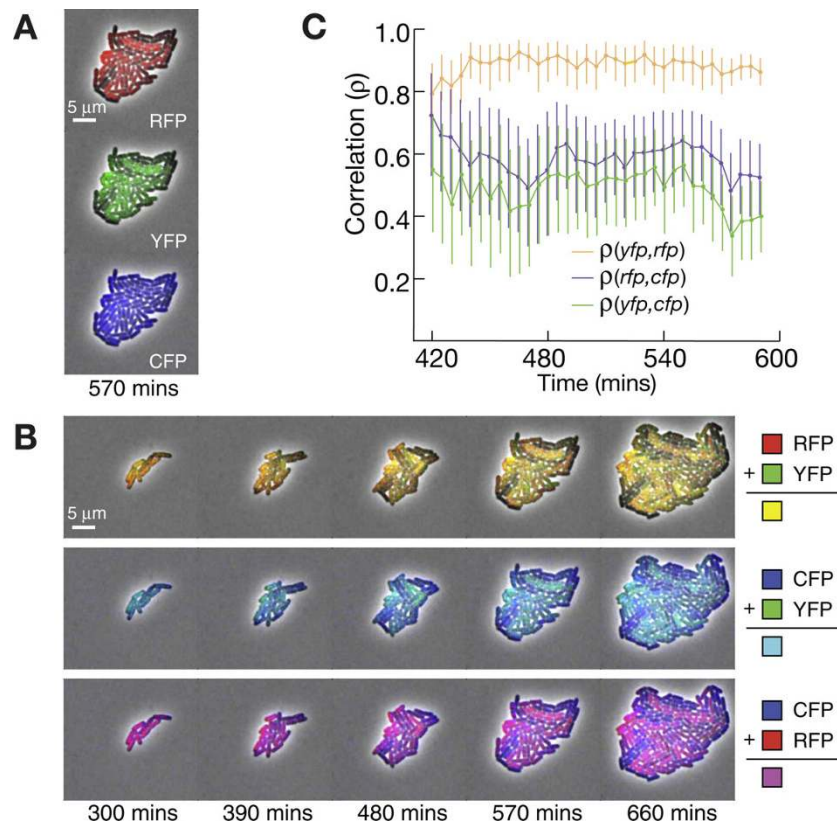 A
RFP
5 μm
YFP
CFP
570 mins
C
Correlation (ρ)
1.0
0.8
0.6
0.4
0.2
ρ(yfp,rfp)
ρ(rfp,cfp)
ρ(yfp,cfp)
420 480 540 600
Time (mins)
B
5 μm
RFP
+ YFP
CFP
+ YFP
CFP
+ RFP
300 mins 390 mins 480 mins 570 mins 660 mins